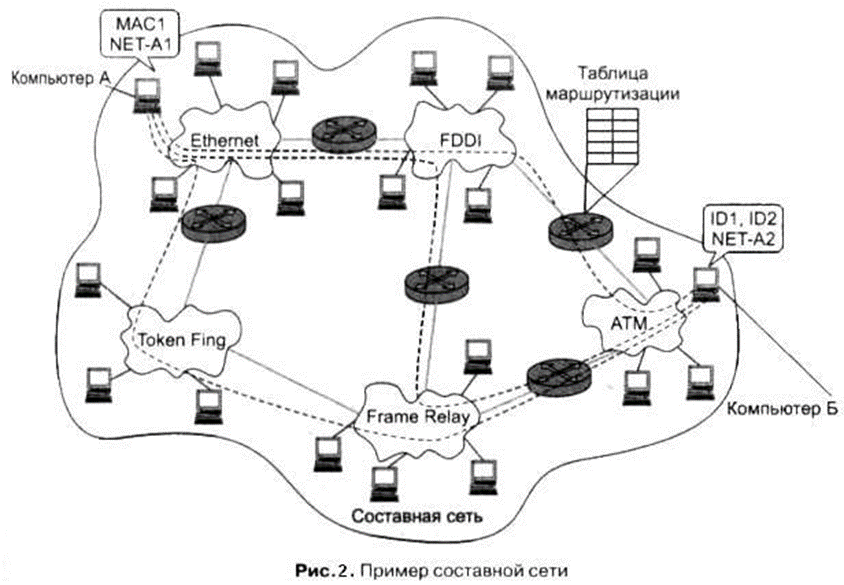 MAC1
NET-A1
Компьютер А
Таблица
маршрутизации
Ethernet
FDDI
ID1, ID2
NET-A2
ATM
Token Fing
Компьютер Б
Frame Relay
Составная сеть
Рис.2. Пример составной сети